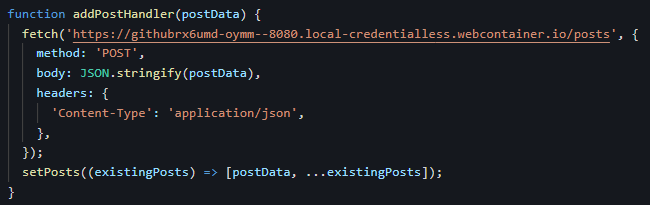 function addPostHandler(postData) {
  fetch('https://githubrx6umd-oymm--8080.local-credentialless.webcontainer.io/posts', {
    method: 'POST',
    body: JSON.stringify(postData),
    headers: {
      'Content-Type': 'application/json',
    },
  });
  setPosts((existingPosts) => [postData, ...existingPosts]);
}